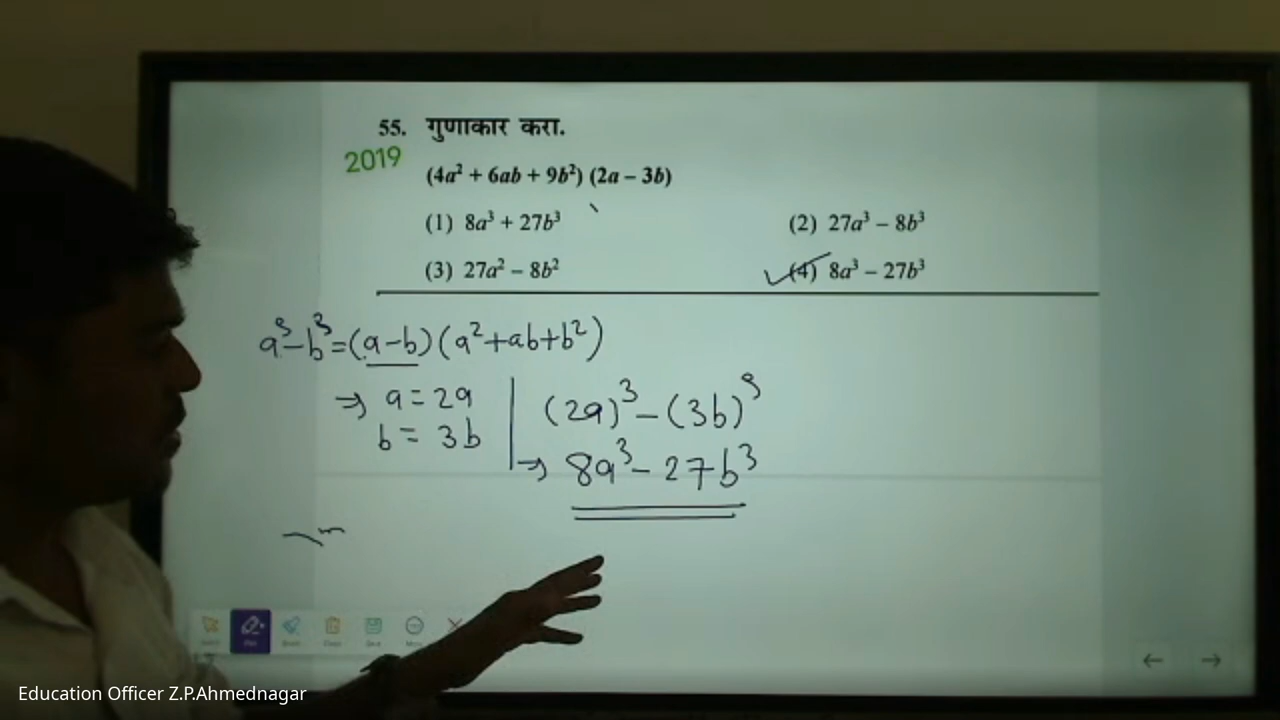 55. गुणाकार करा.
2019
(4a² + 6ab + 9b²) (2a – 3b)
(1) 8a³ + 27b³ (2) 27a³ – 8b³
(3) 27a² – 8b² (4) 8a³ – 27b³
a³-b³=(a-b)(a²+ab+b²)
⇒ a = 2a
b = 3b
(2a)³ - (3b)³
⇒ 8a³ - 27b³
Education Officer Z.P.Ahmednagar